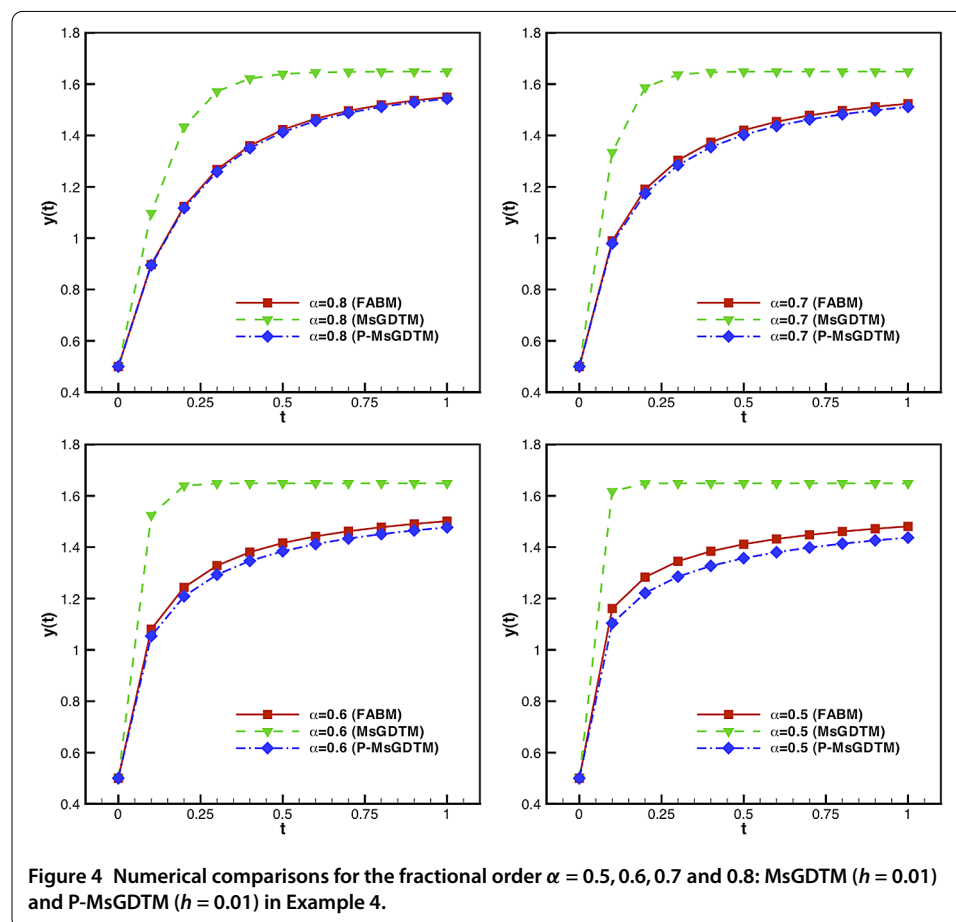 1.8
1.6
1.4
1.2
1
0.8
0.6
0.4
y(t)
α=0.8 (FABM)
α=0.8 (MsGDTM)
α=0.8 (P-MsGDTM)
0 0.25 0.5 0.75 1
t
1.8
1.6
1.4
1.2
1
0.8
0.6
0.4
y(t)
α=0.7 (FABM)
α=0.7 (MsGDTM)
α=0.7 (P-MsGDTM)
0 0.25 0.5 0.75 1
t
1.8
1.6
1.4
1.2
1
0.8
0.6
0.4
y(t)
α=0.6 (FABM)
α=0.6 (MsGDTM)
α=0.6 (P-MsGDTM)
0 0.25 0.5 0.75 1
t
1.8
1.6
1.4
1.2
1
0.8
0.6
0.4
y(t)
α=0.5 (FABM)
α=0.5 (MsGDTM)
α=0.5 (P-MsGDTM)
0 0.25 0.5 0.75 1
t
Figure 4 Numerical comparisons for the fractional order α = 0.5, 0.6, 0.7 and 0.8: MsGDTM (h = 0.01)
and P-MsGDTM (h = 0.01) in Example 4.